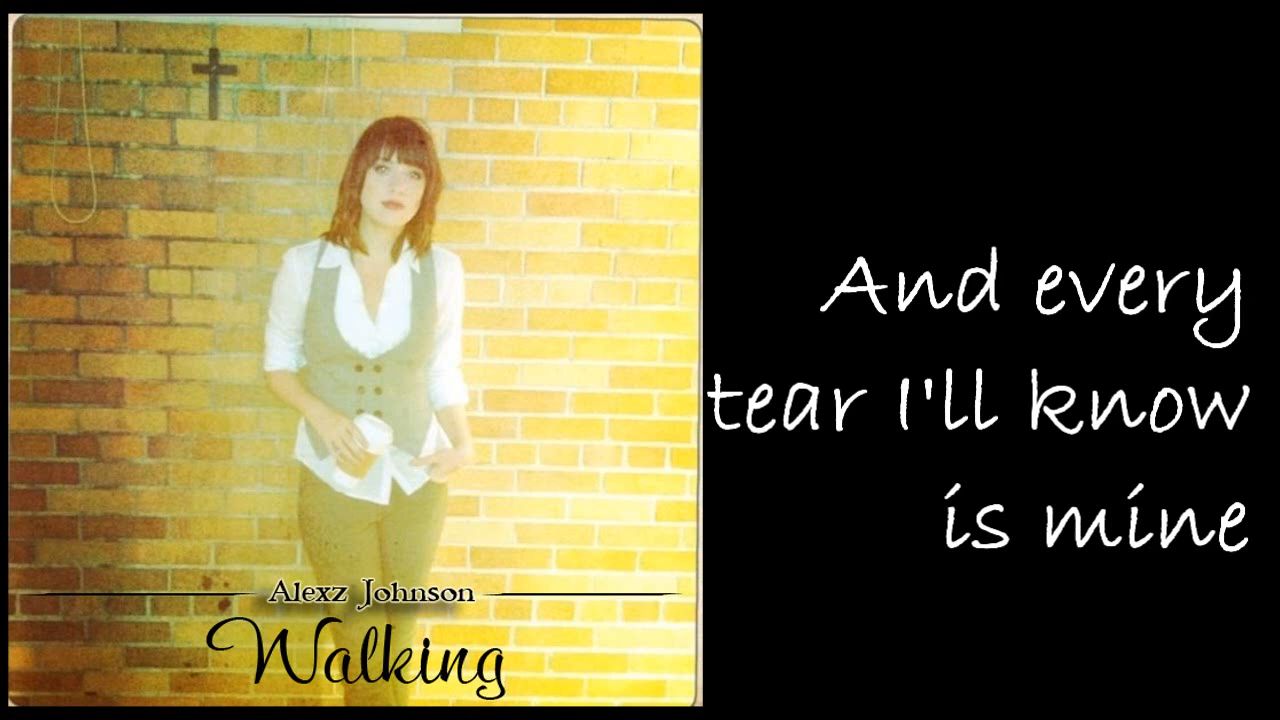 Alexz Johnson
Walking
And every
tear I'll know
is mine